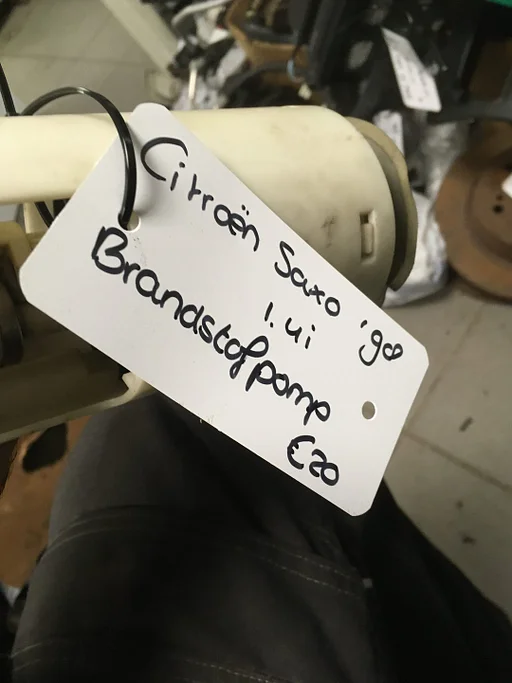 Citroën Saxo '98
1.4i
Brandstofpomp
€20